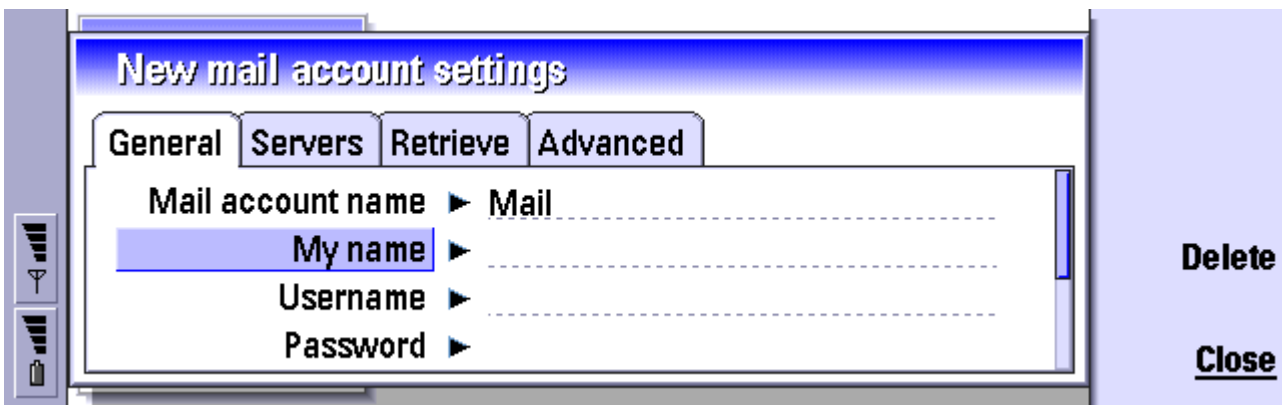 New mail account settings
General Servers Retrieve Advanced
Mail account name Mail
My name
Username
Password
Delete
Close